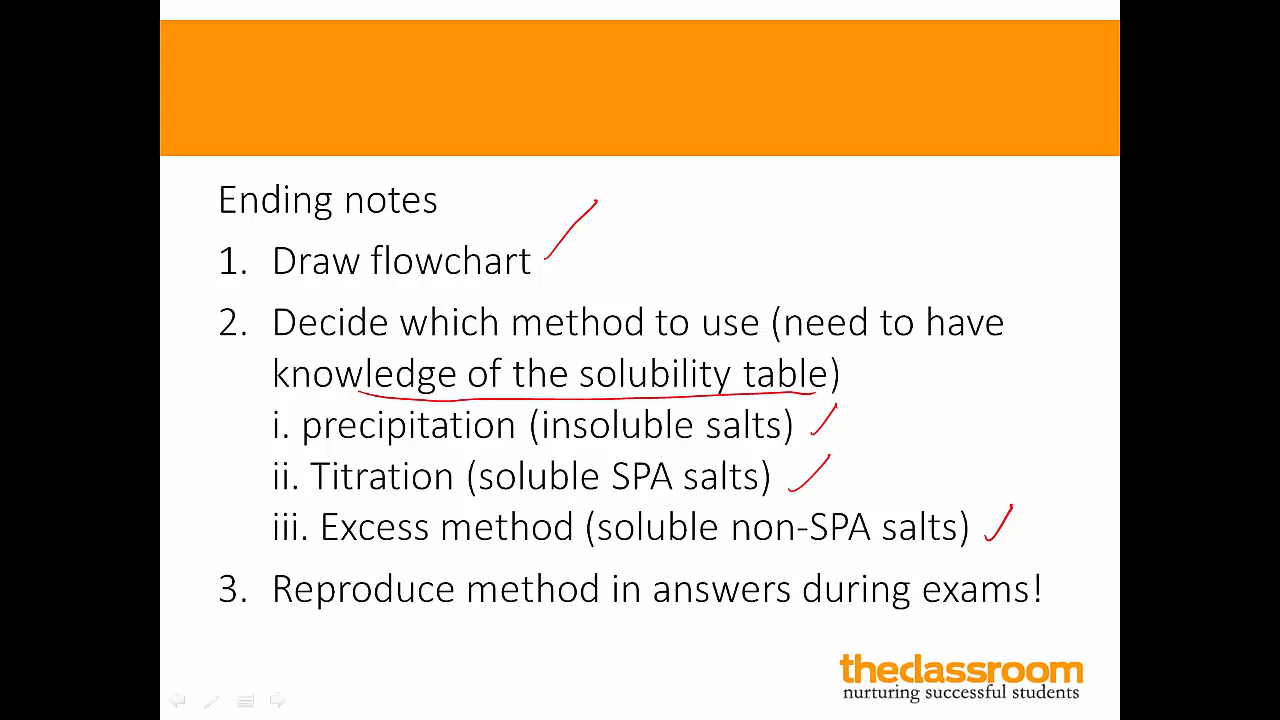 Ending notes
1. Draw flowchart
2. Decide which method to use (need to have
knowledge of the solubility table)
i. precipitation (insoluble salts)
ii. Titration (soluble SPA salts)
iii. Excess method (soluble non-SPA salts)
3. Reproduce method in answers during exams!
theclassroom
nurturing successful students